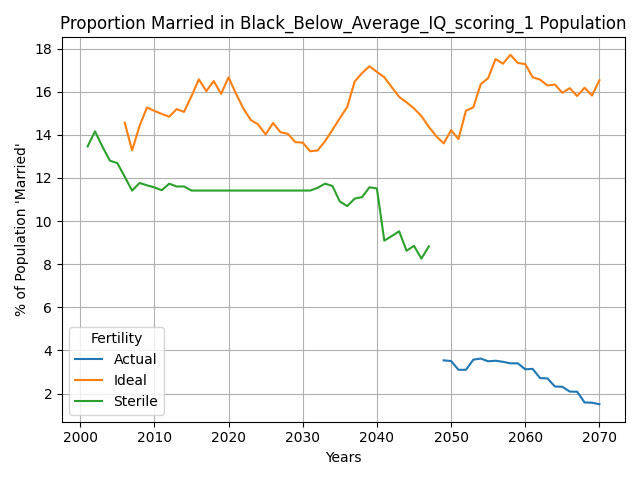 Proportion Married in Black_Below_Average_IQ_scoring_1 Population
% of Population 'Married'
18
16
14
12
10
8
6
4
2
Fertility
Actual
Ideal
Sterile
2000 2010 2020 2030 2040 2050 2060 2070
Years